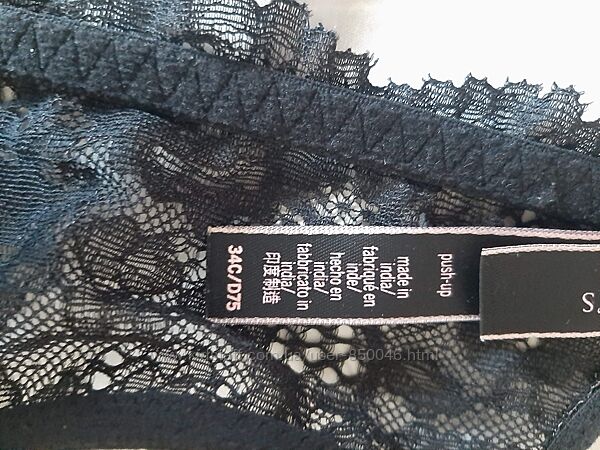 push-up
made in
india/
fabriqué en
inde/
hecho en
india/
fabbricato in
india/
印度制造
34C/D75
S